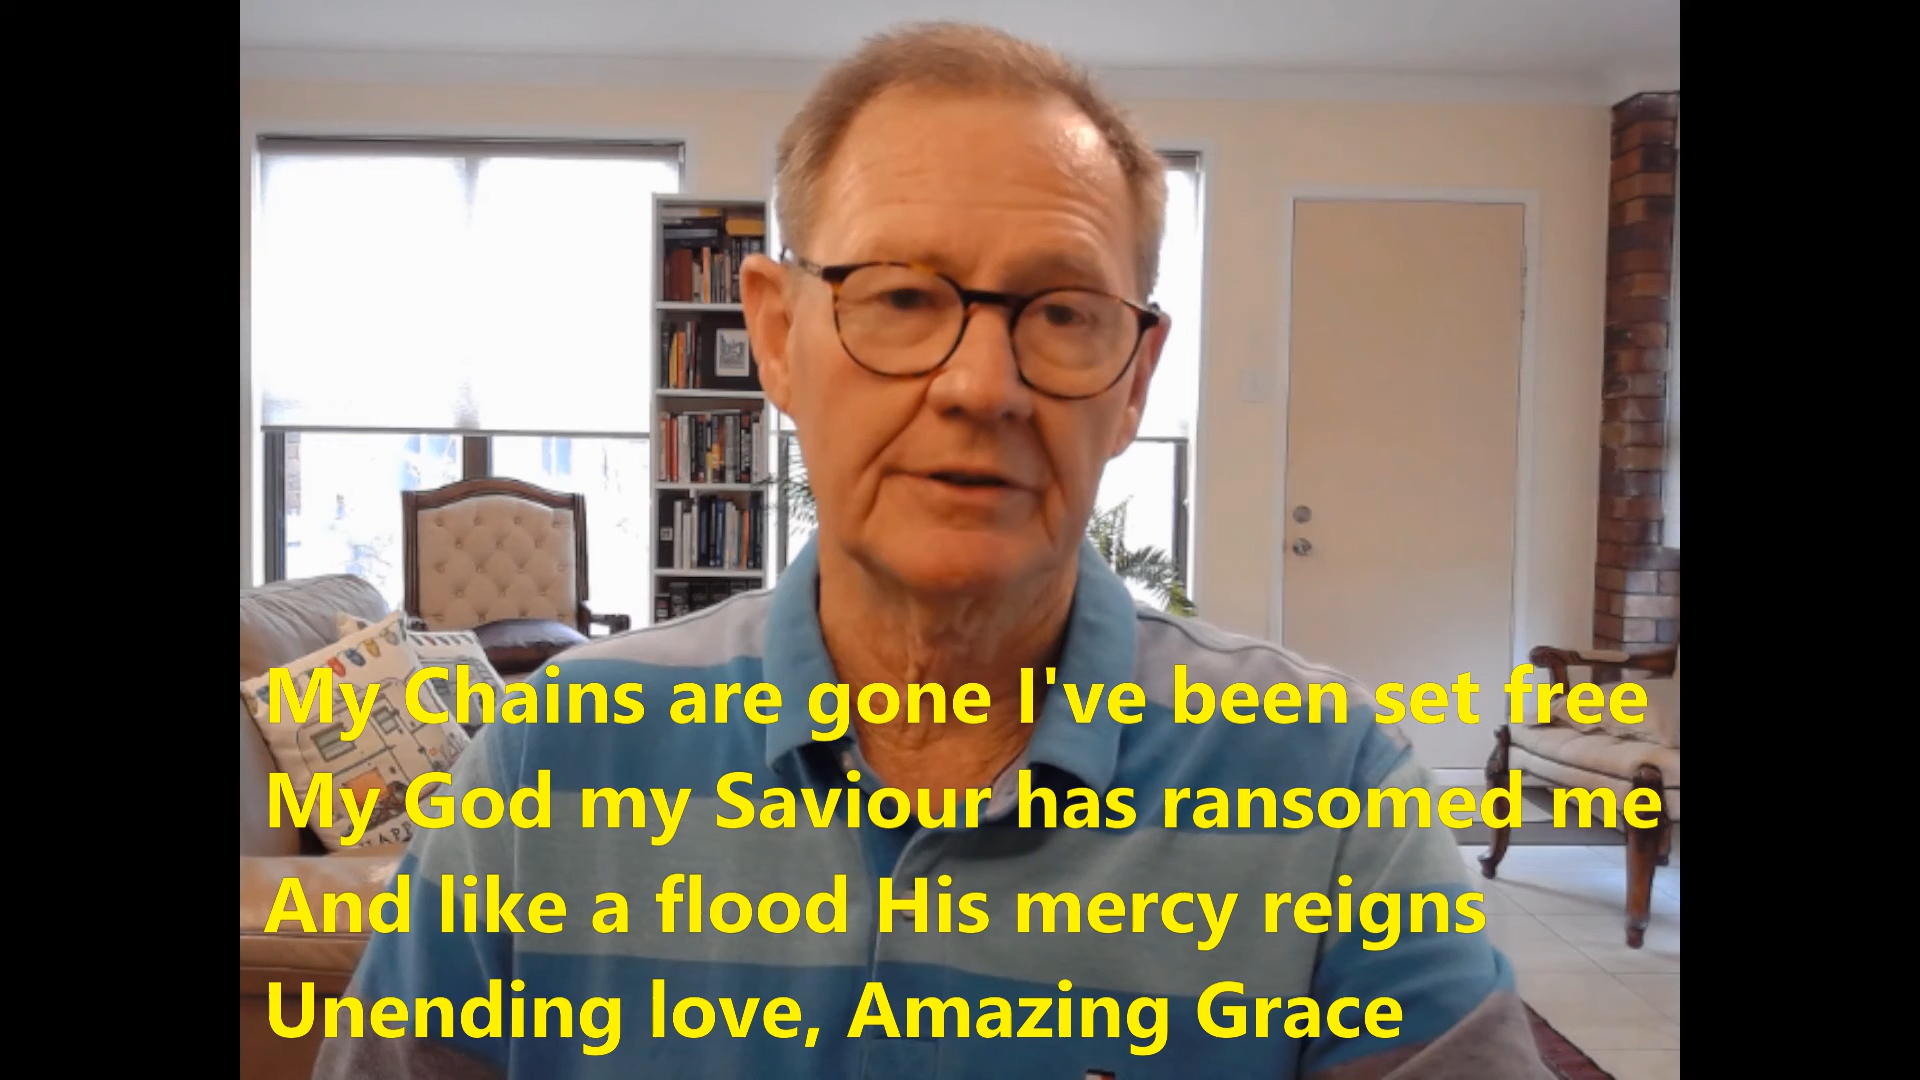 My Chains are gone I've been set free
My God my Saviour has ransomed me
And like a flood His mercy reigns
Unending love, Amazing Grace